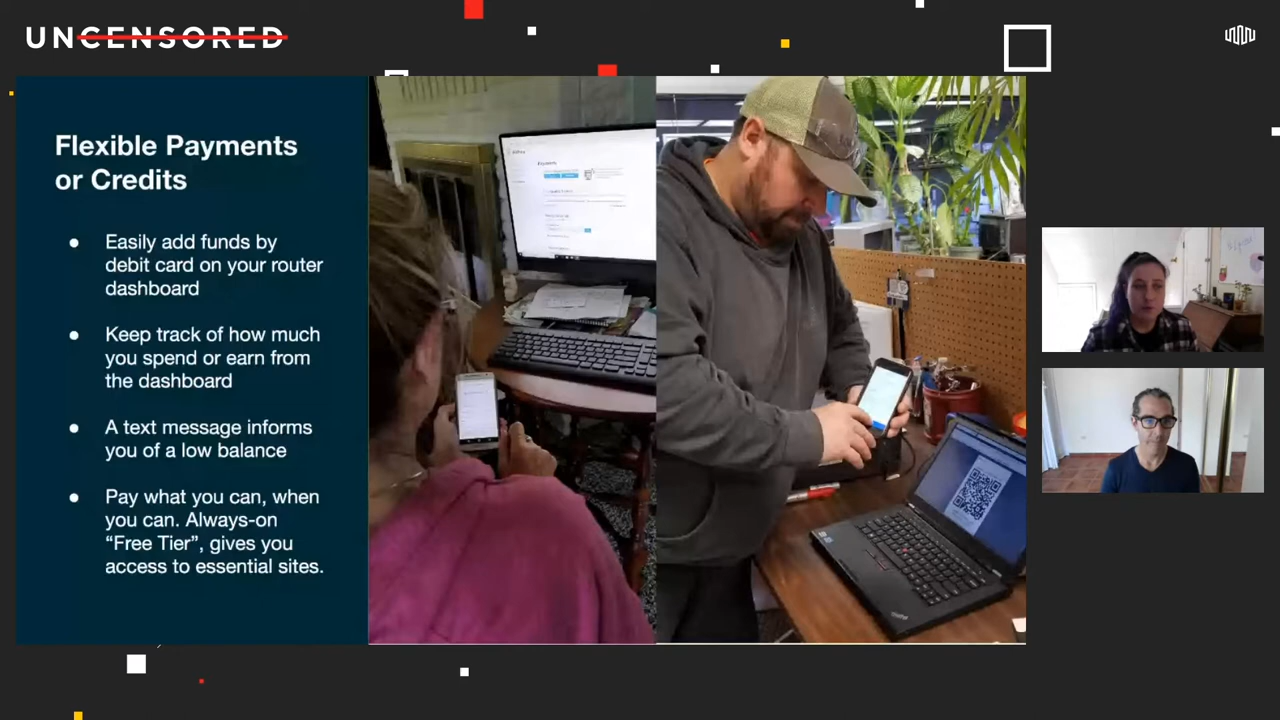 UNCENSORED
Flexible Payments
or Credits
Easily add funds by
debit card on your router
dashboard
Keep track of how much
you spend or earn from
the dashboard
A text message informs
you of a low balance
Pay what you can, when
you can. Always-on
“Free Tier”, gives you
access to essential sites.
ThinkPad